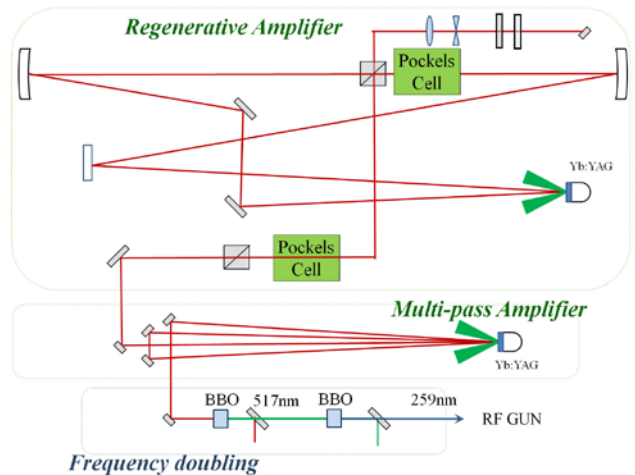 Regenerative Amplifier
Pockels
Cell
Yb:YAG
Pockels
Cell
Multi-pass Amplifier
Yb:YAG
BBO 517nm BBO 259nm
RF GUN
Frequency doubling